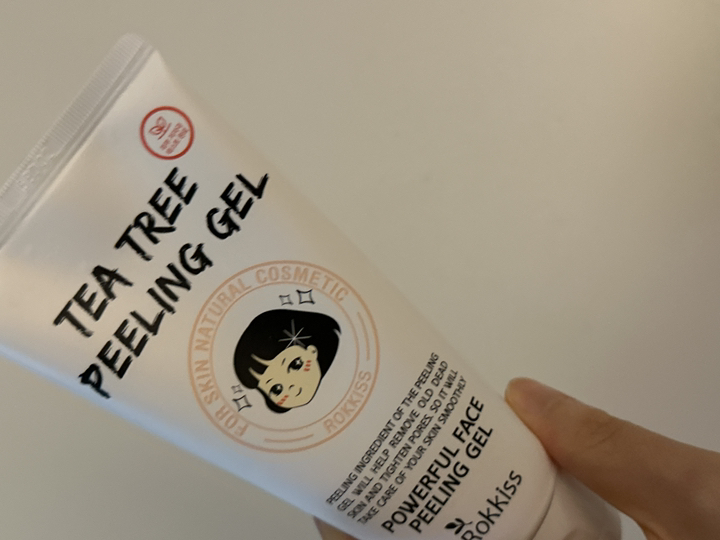 TEA TREE
PEELING GEL
FOR SKIN NATURAL COSMETIC
ROKKISS
PEELING INGREDIENT OF THE PEELING
GEL WILL HELP REMOVE OLD DEAD
SKIN AND TIGHTEN PORES. SO IT WILL
TAKE CARE OF YOUR SKIN SMOOTHLY
POWERFUL FACE
PEELING GEL
Rokkiss